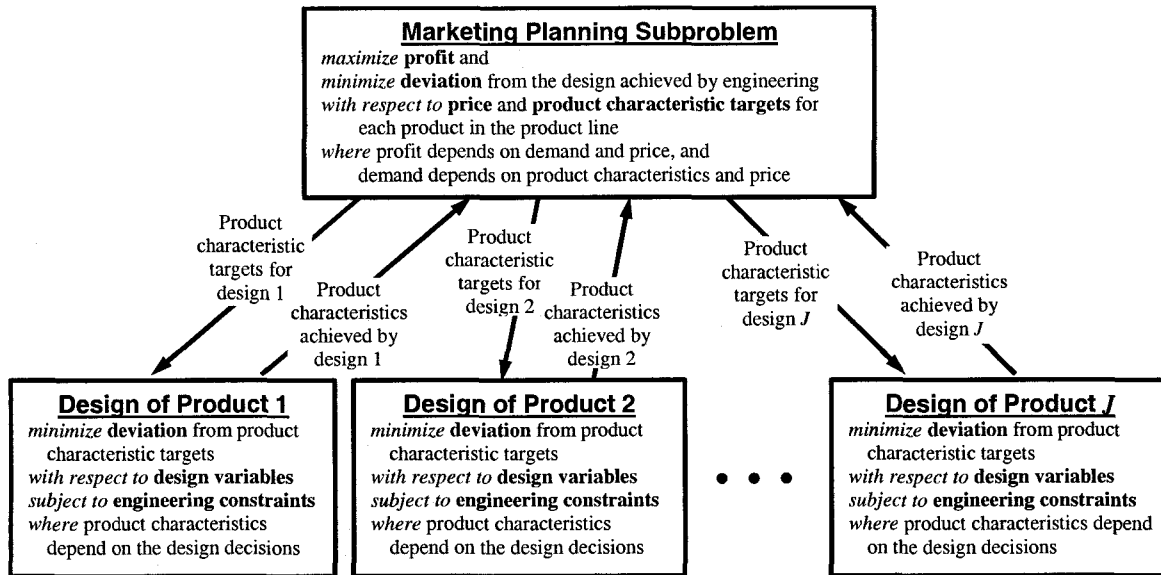 Marketing Planning Subproblem
maximize profit and
minimize deviation from the design achieved by engineering
with respect to price and product characteristic targets for
each product in the product line
where profit depends on demand and price, and
demand depends on product characteristics and price
Product
characteristic
targets for
design 1
Product
characteristics
achieved by
design 1
Product
characteristic
targets for
design 2
Product
characteristics
achieved by
design 2
Product
characteristic
targets for
design J
Product
characteristics
achieved by
design J
Design of Product 1
minimize deviation from product
characteristic targets
with respect to design variables
subject to engineering constraints
where product characteristics
depend on the design decisions
Design of Product 2
minimize deviation from product
characteristic targets
with respect to design variables
subject to engineering constraints
where product characteristics
depend on the design decisions
• • •
Design of Product J
minimize deviation from product
characteristic targets
with respect to design variables
subject to engineering constraints
where product characteristics depend
on the design decisions